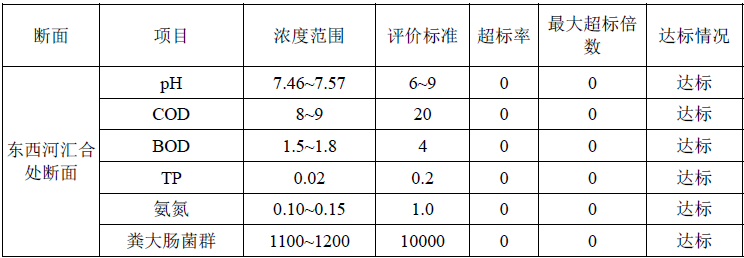 断面 项目 浓度范围 评价标准 超标率 最大超标倍数 达标情况
东西河汇合处断面 pH 7.46~7.57 6~9 0 0 达标
COD 8~9 20 0 0 达标
BOD 1.5~1.8 4 0 0 达标
TP 0.02 0.2 0 0 达标
氨氮 0.10~0.15 1.0 0 0 达标
粪大肠菌群 1100~1200 10000 0 0 达标